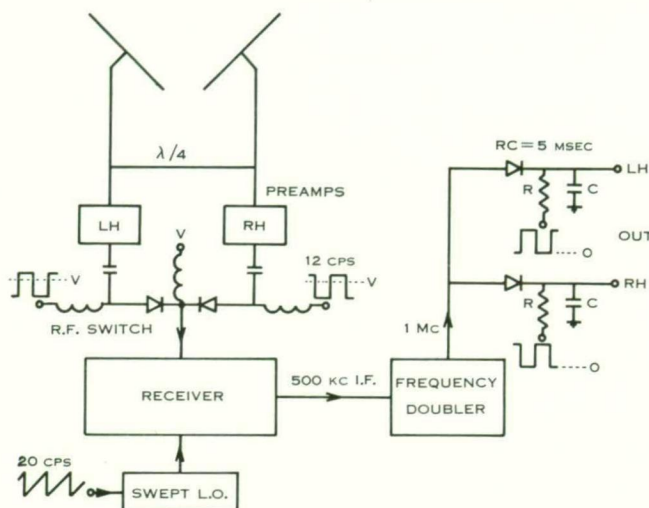 λ/4
RC = 5 MSEC
LH
R
C
PREAMPS
LH
RH
V
OUT
O
12 CPS
V
V
RH
R
C
R.F. SWITCH
1 MC
O
RECEIVER
500 KC I.F.
FREQUENCY
DOUBLER
20 CPS
SWEPT L.O.